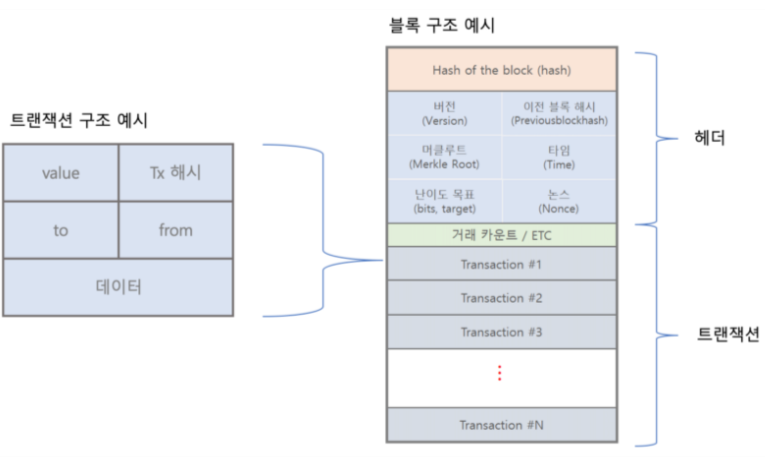 블록 구조 예시
Hash of the block (hash)
버전
(Version)
이전 블록 해시
(Previousblockhash)
머클루트
(Merkle Root)
타임
(Time)
난이도 목표
(bits, target)
논스
(Nonce)
거래 카운트 / ETC
Transaction #1
Transaction #2
Transaction #3
⋮
Transaction #N
헤더
트랜잭션
트랜잭션 구조 예시
value
Tx 해시
to
from
데이터